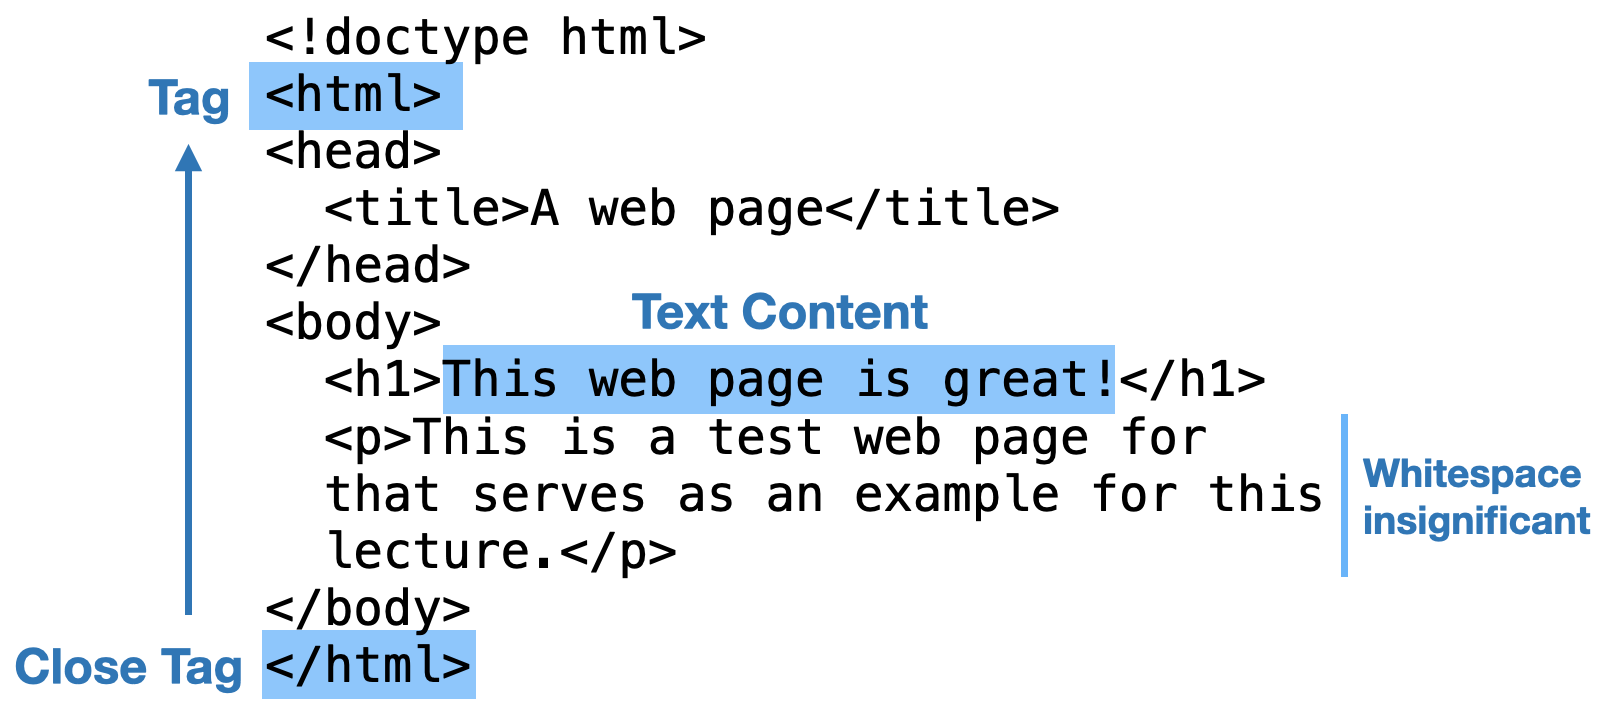 <!doctype html>
Tag <html>
<head>
<title>A web page</title>
</head>
Text Content
<body>
<h1>This web page is great!</h1>
<p>This is a test web page for
that serves as an example for this
lecture.</p>
Whitespace
insignificant
</body>
Close Tag </html>